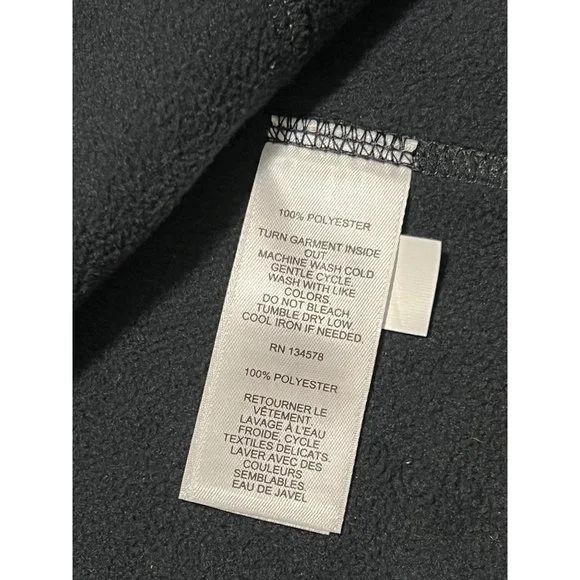 100% POLYESTER
TURN GARMENT INSIDE
OUT.
MACHINE WASH COLD
GENTLE CYCLE.
WASH WITH LIKE
COLORS.
DO NOT BLEACH.
TUMBLE DRY LOW.
COOL IRON IF NEEDED.
RN 134578
100% POLYESTER
RETOURNER LE
VÊTEMENT.
LAVAGE À L'EAU
FROIDE, CYCLE
TEXTILES DELICATS.
LAVER AVEC DES
COULEURS
SEMBLABLES.
EAU DE JAVEL